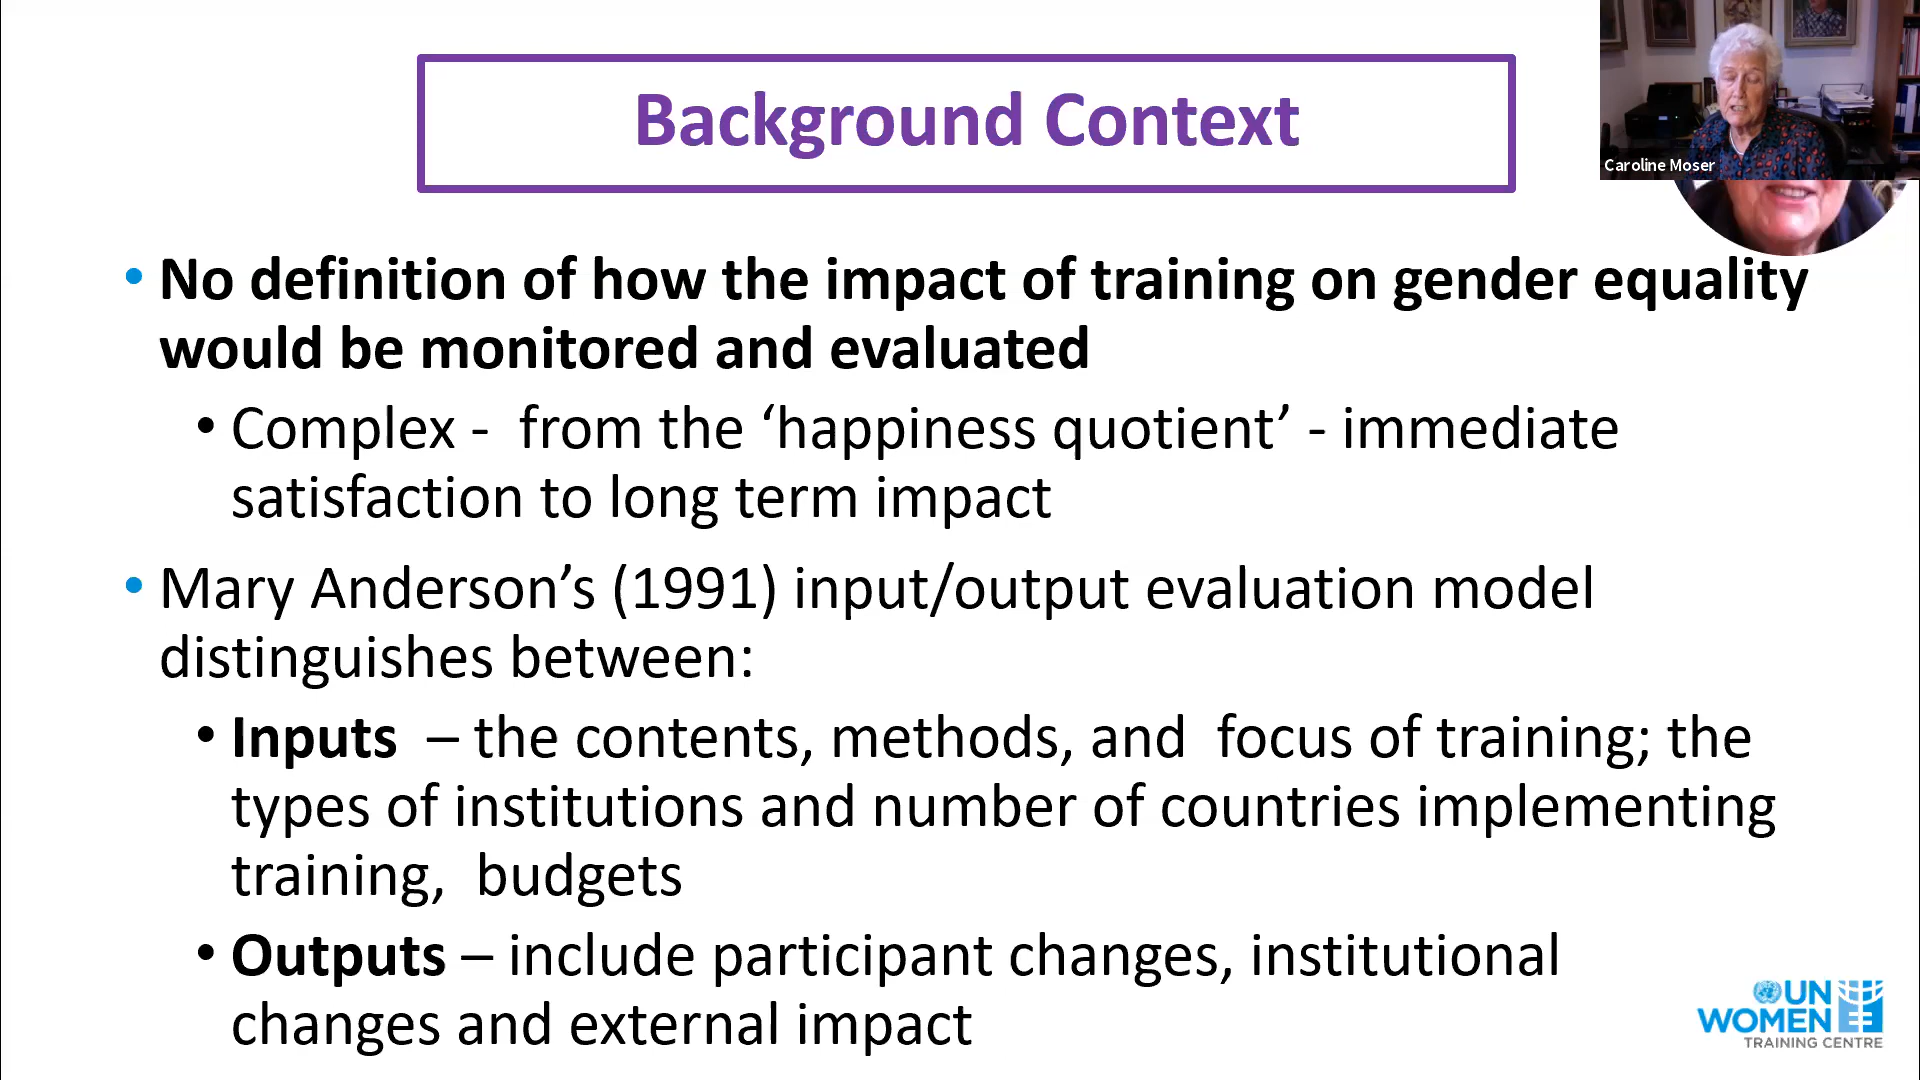 Background Context
Caroline Moser
• No definition of how the impact of training on gender equality
would be monitored and evaluated
• Complex -  from the ‘happiness quotient’ - immediate
satisfaction to long term impact
• Mary Anderson’s (1991) input/output evaluation model
distinguishes between:
• Inputs  – the contents, methods, and  focus of training; the
types of institutions and number of countries implementing
training,  budgets
• Outputs – include participant changes, institutional
changes and external impact
UN
WOMEN
TRAINING CENTRE